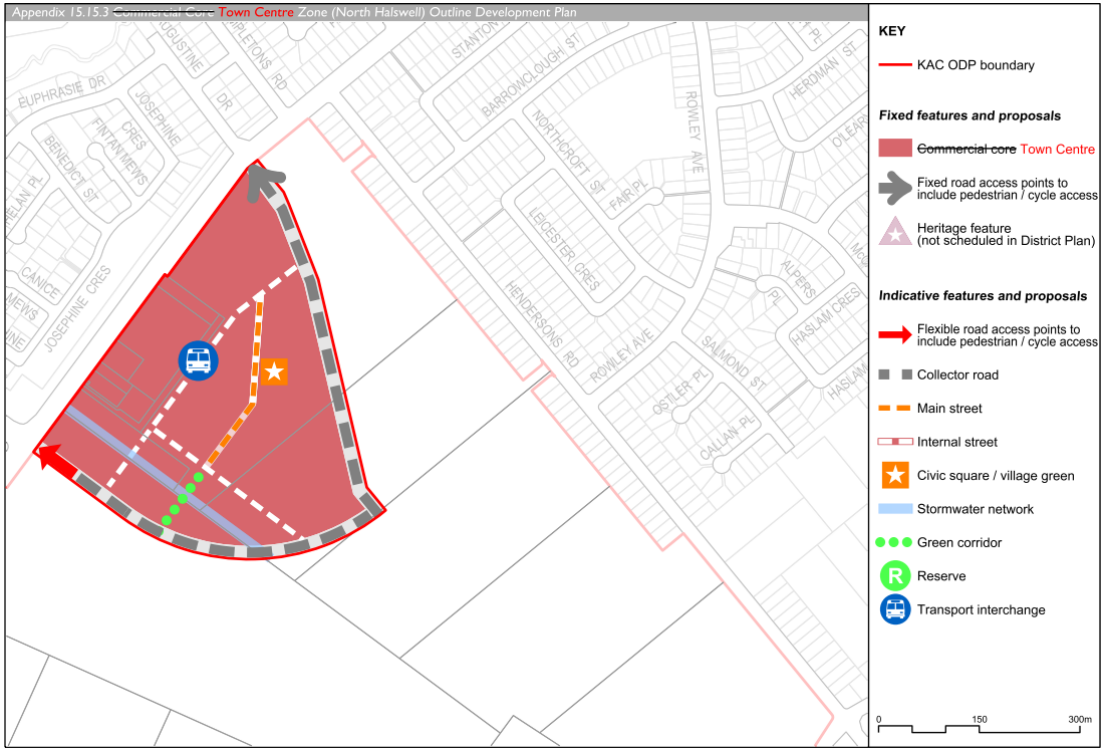 Appendix 15.15.3 Commercial Core Town Centre Zone (North Halswell) Outline Development Plan
EUPHRASIE DR
AUGUSTINE
DR
JOSEPHINE
CRES
FINTAN MEWS
BENEDICT ST
CANICE
MEWS
JOSEPHINE CRES
STANTON
BARROWCLOUGH ST
ROWLEY AVE
HERDMAN ST
NORTHCROFT ST
FAIR PL
LEICESTER CRES
HENDERSONS RD
ROWLEY AVE
SALMOND ST
OSTLER PL
CALLAN PL
ALPERS
PL
HASLAM CRES
HASLAM
KEY
KAC ODP boundary
Fixed features and proposals
Commercial core Town Centre
Fixed road access points to
include pedestrian / cycle access
Heritage feature
(not scheduled in District Plan)
Indicative features and proposals
Flexible road access points to
include pedestrian / cycle access
Collector road
Main street
Internal street
Civic square / village green
Stormwater network
Green corridor
R
Reserve
Transport interchange
0 150 300m